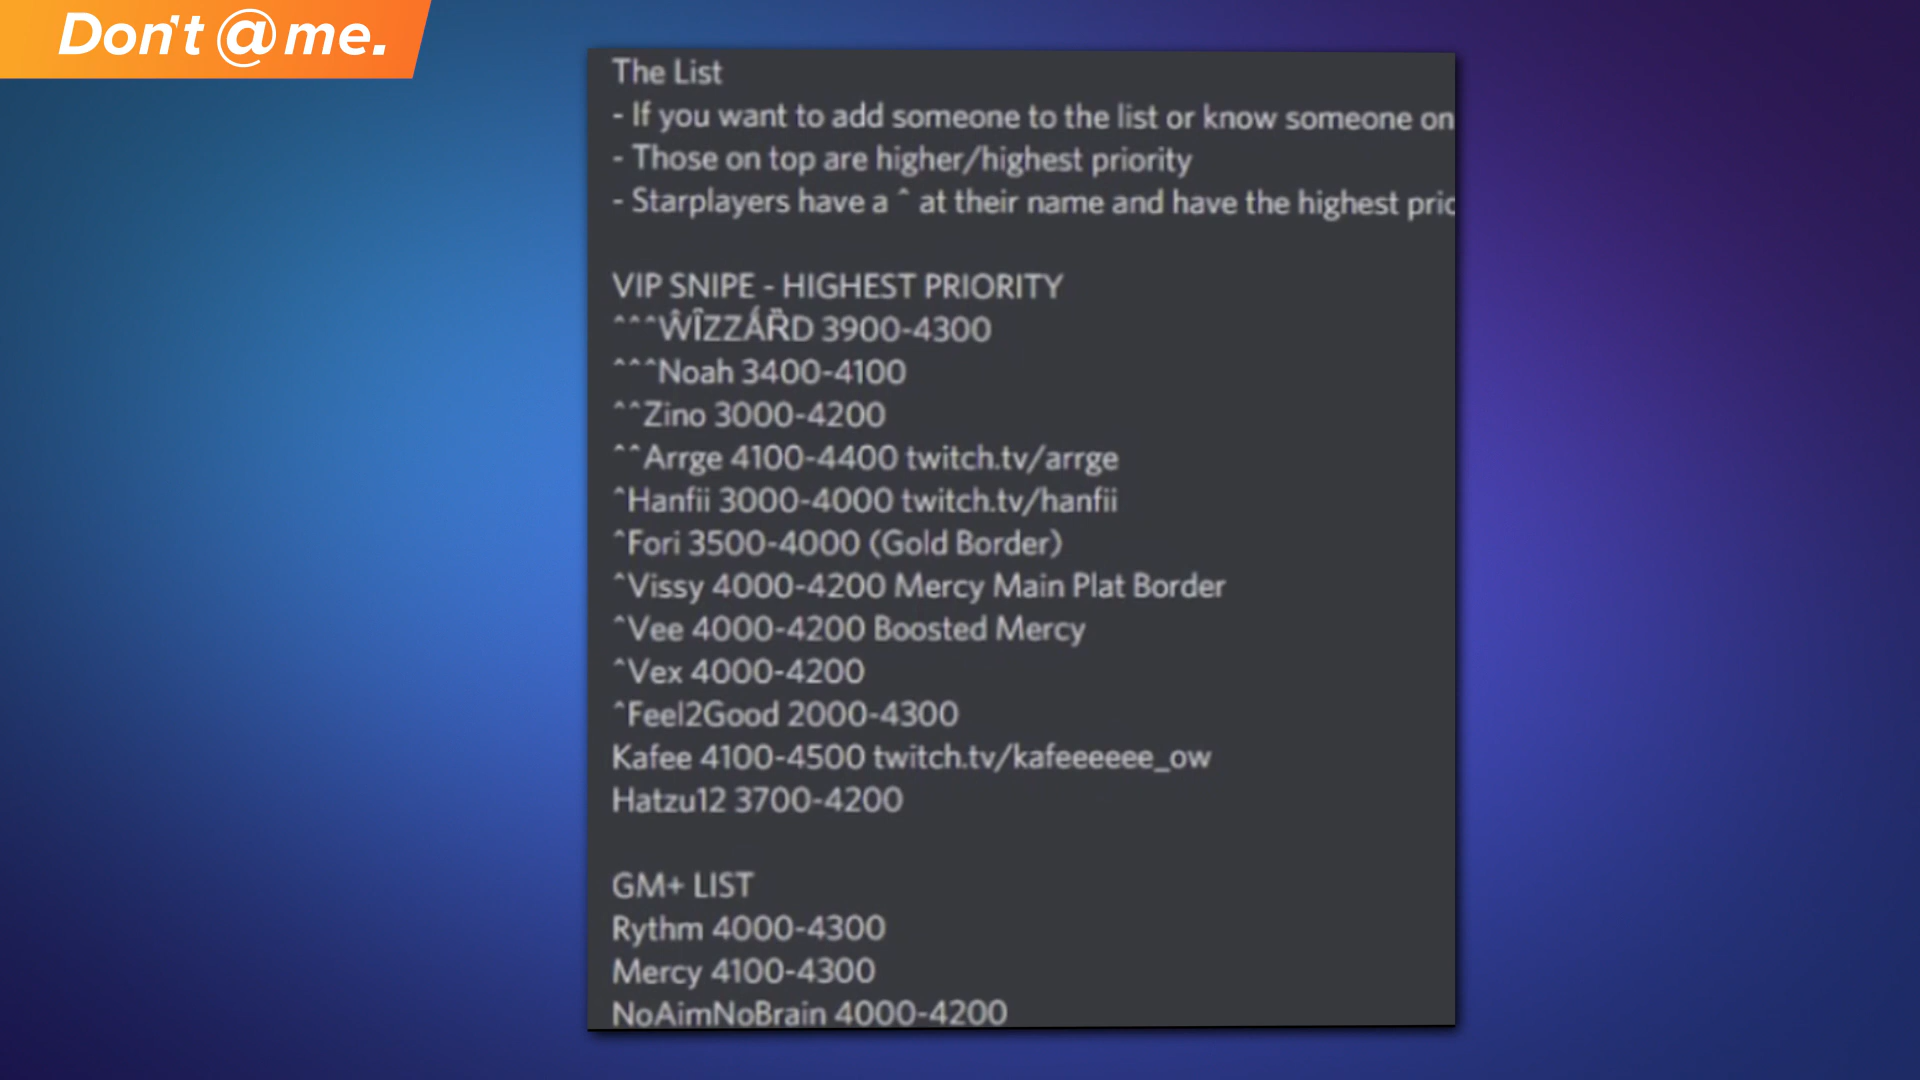 Don't @me.
The List
- If you want to add someone to the list or know someone on
- Those on top are higher/highest priority
- Starplayers have a ^ at their name and have the highest pric
VIP SNIPE - HIGHEST PRIORITY
^^^ŴÎZZÁȐD 3900-4300
^^^Noah 3400-4100
^^Zino 3000-4200
^^Arrge 4100-4400 twitch.tv/arrge
^Hanfii 3000-4000 twitch.tv/hanfii
^Fori 3500-4000 (Gold Border)
^Vissy 4000-4200 Mercy Main Plat Border
^Vee 4000-4200 Boosted Mercy
^Vex 4000-4200
^Feel2Good 2000-4300
Kafee 4100-4500 twitch.tv/kafeeeeee_ow
Hatzu12 3700-4200
GM+ LIST
Rythm 4000-4300
Mercy 4100-4300
NoAimNoBrain 4000-4200